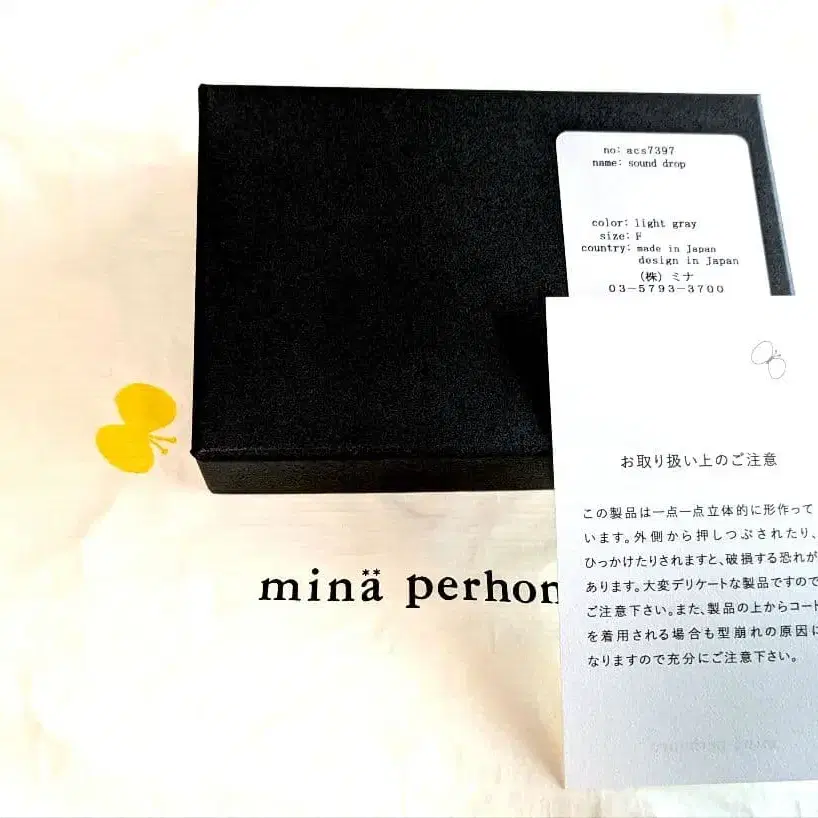 no: acs7397
name: sound drop
color: light gray
size: F
country: made in Japan
design in Japan
(株) ミナ
03-5793-3700
お取り扱い上のご注意
この製品は一点一点立体的に形作って
います。外側から押しつぶされたり、
ひっかけたりされますと、破損する恐れが
あります。大変デリケートな製品ですので
ご注意下さい。また、製品の上からコート
を着用される場合も型崩れの原因に
なりますので充分にご注意下さい。
minä perhon